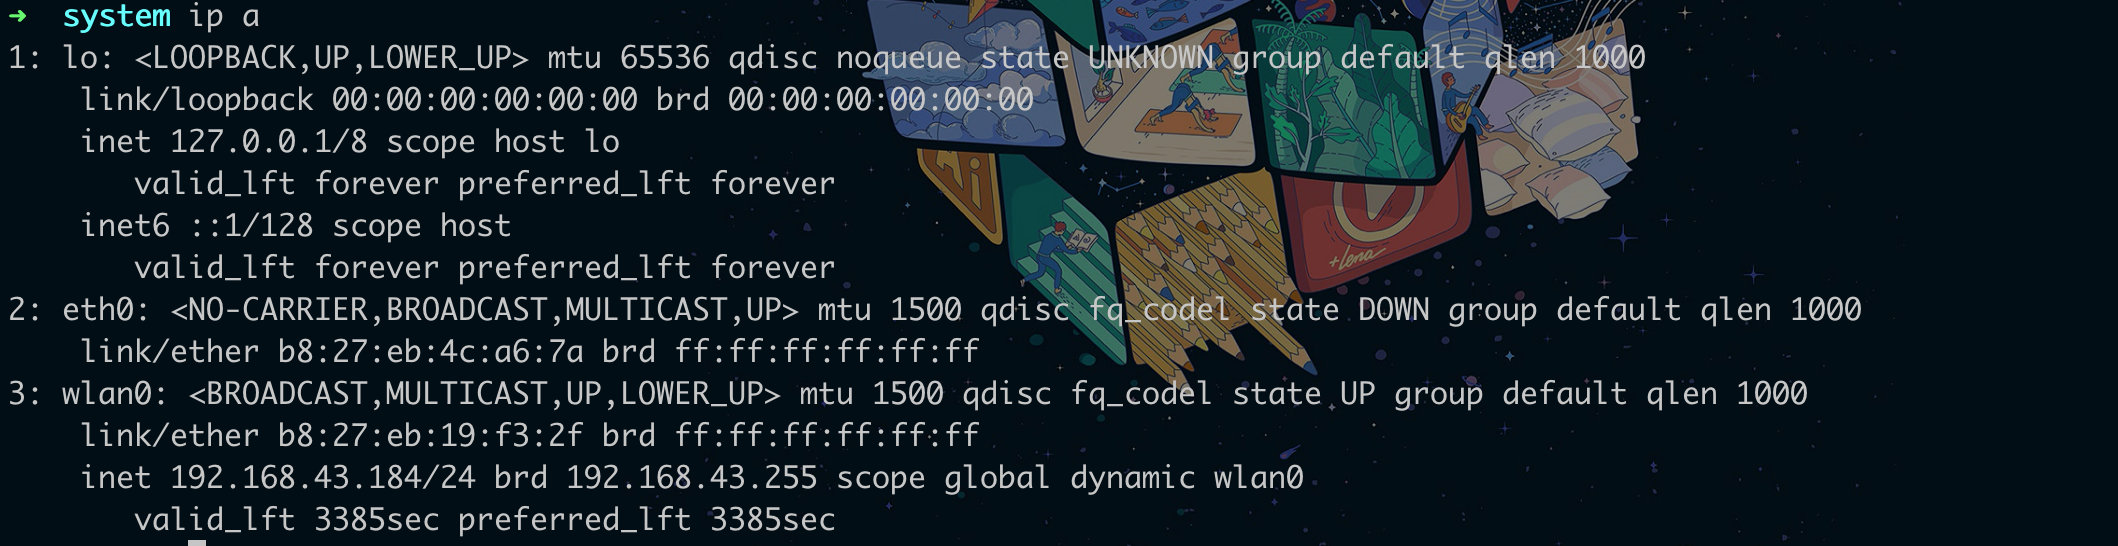 ➜  system ip a
1: lo: <LOOPBACK,UP,LOWER_UP> mtu 65536 qdisc noqueue state UNKNOWN group default qlen 1000
    link/loopback 00:00:00:00:00:00 brd 00:00:00:00:00:00
    inet 127.0.0.1/8 scope host lo
       valid_lft forever preferred_lft forever
    inet6 ::1/128 scope host
       valid_lft forever preferred_lft forever
2: eth0: <NO-CARRIER,BROADCAST,MULTICAST,UP> mtu 1500 qdisc fq_codel state DOWN group default qlen 1000
    link/ether b8:27:eb:4c:a6:7a brd ff:ff:ff:ff:ff:ff
3: wlan0: <BROADCAST,MULTICAST,UP,LOWER_UP> mtu 1500 qdisc fq_codel state UP group default qlen 1000
    link/ether b8:27:eb:19:f3:2f brd ff:ff:ff:ff:ff:ff
    inet 192.168.43.184/24 brd 192.168.43.255 scope global dynamic wlan0
       valid_lft 3385sec preferred_lft 3385sec
Ai
+lena